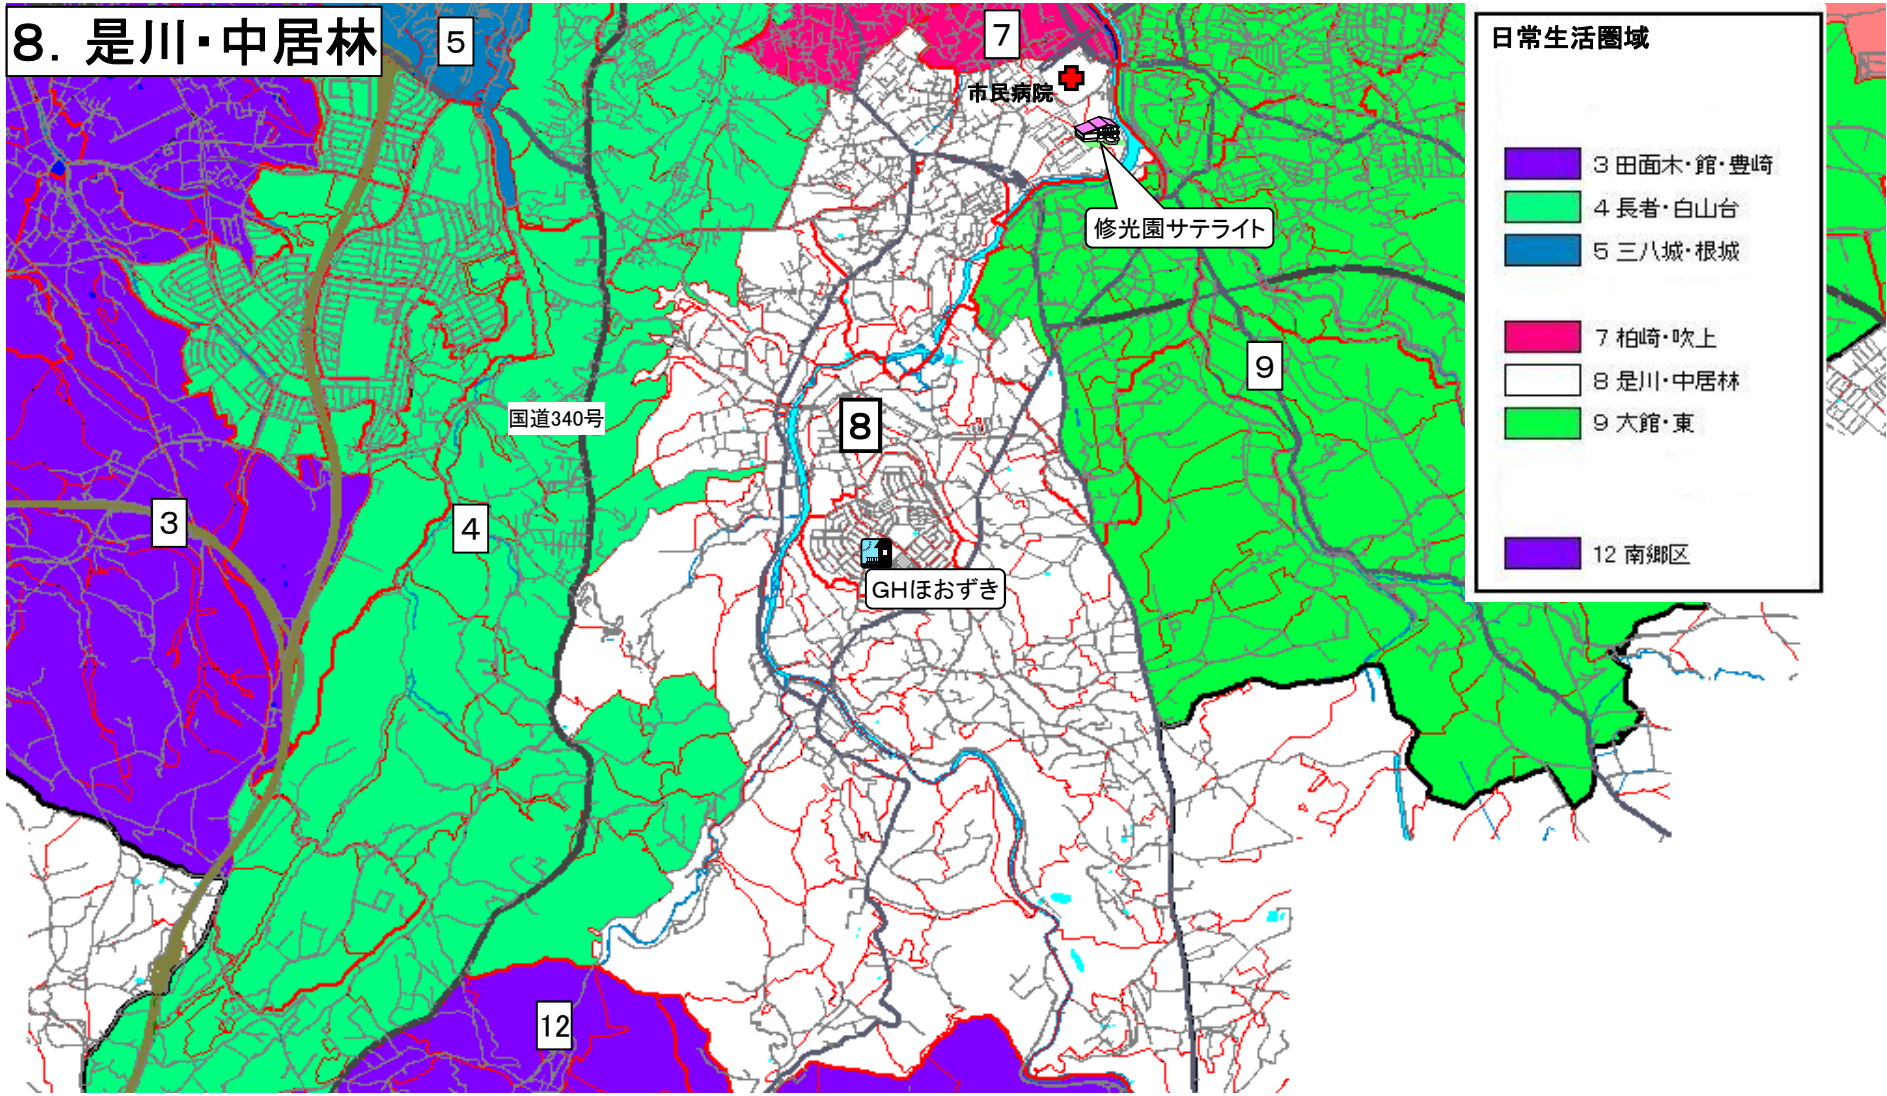 8. 是川・中居林
5
7
市民病院
修光園サテライト
国道340号
8
9
3
4
GHほおずき
12
日常生活圏域
3 田面木・館・豊崎
4 長者・白山台
5 三八城・根城
7 柏崎・吹上
8 是川・中居林
9 大館・東
12 南郷区